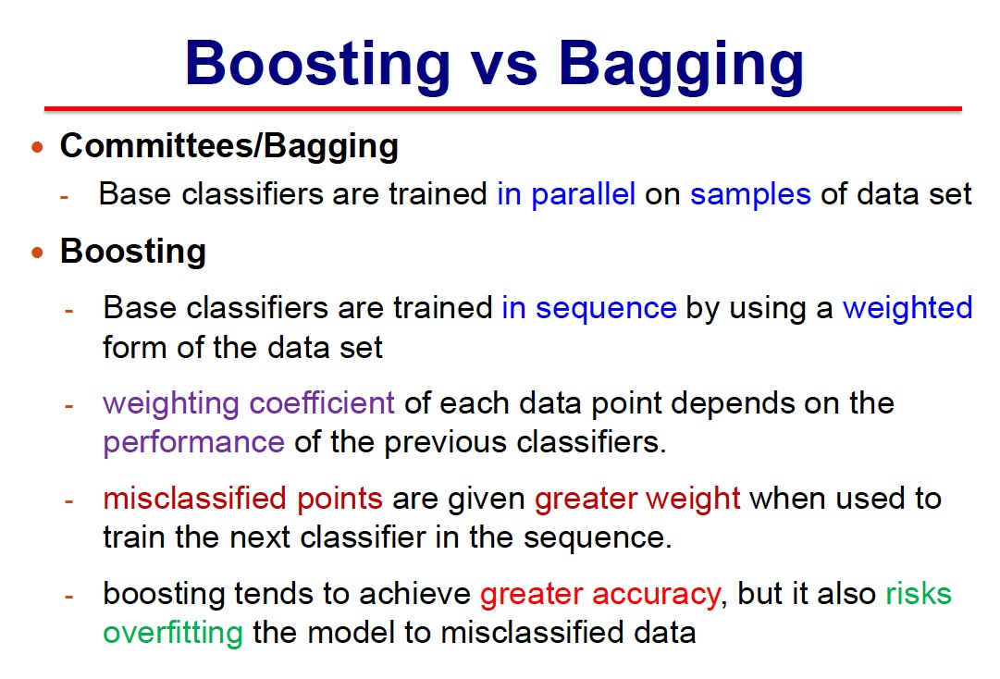 Boosting vs Bagging
• Committees/Bagging
- Base classifiers are trained in parallel on samples of data set
• Boosting
- Base classifiers are trained in sequence by using a weighted
form of the data set
- weighting coefficient of each data point depends on the
performance of the previous classifiers.
- misclassified points are given greater weight when used to
train the next classifier in the sequence.
- boosting tends to achieve greater accuracy, but it also risks
overfitting the model to misclassified data